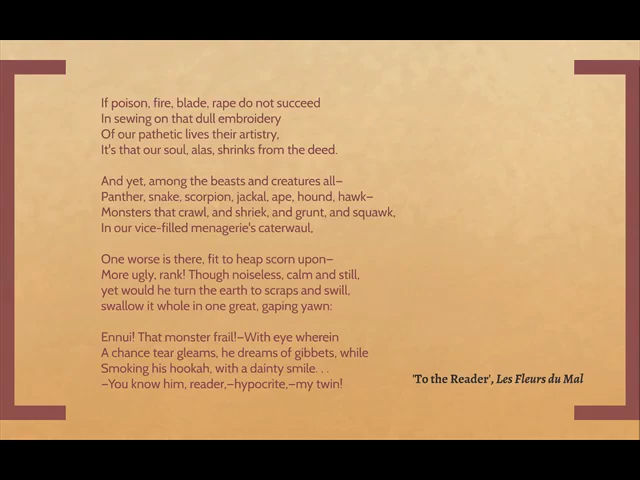 If poison, fire, blade, rape do not succeed
In sewing on that dull embroidery
Of our pathetic lives their artistry,
It's that our soul, alas, shrinks from the deed.
And yet, among the beasts and creatures all–
Panther, snake, scorpion, jackal, ape, hound, hawk–
Monsters that crawl, and shriek, and grunt, and squawk,
In our vice-filled menagerie's caterwaul,
One worse is there, fit to heap scorn upon–
More ugly, rank! Though noiseless, calm and still,
yet would he turn the earth to scraps and swill,
swallow it whole in one great, gaping yawn:
Ennui! That monster frail!–With eye wherein
A chance tear gleams, he dreams of gibbets, while
Smoking his hookah, with a dainty smile. . .
–You know him, reader,–hypocrite,–my twin!
'To the Reader', Les Fleurs du Mal